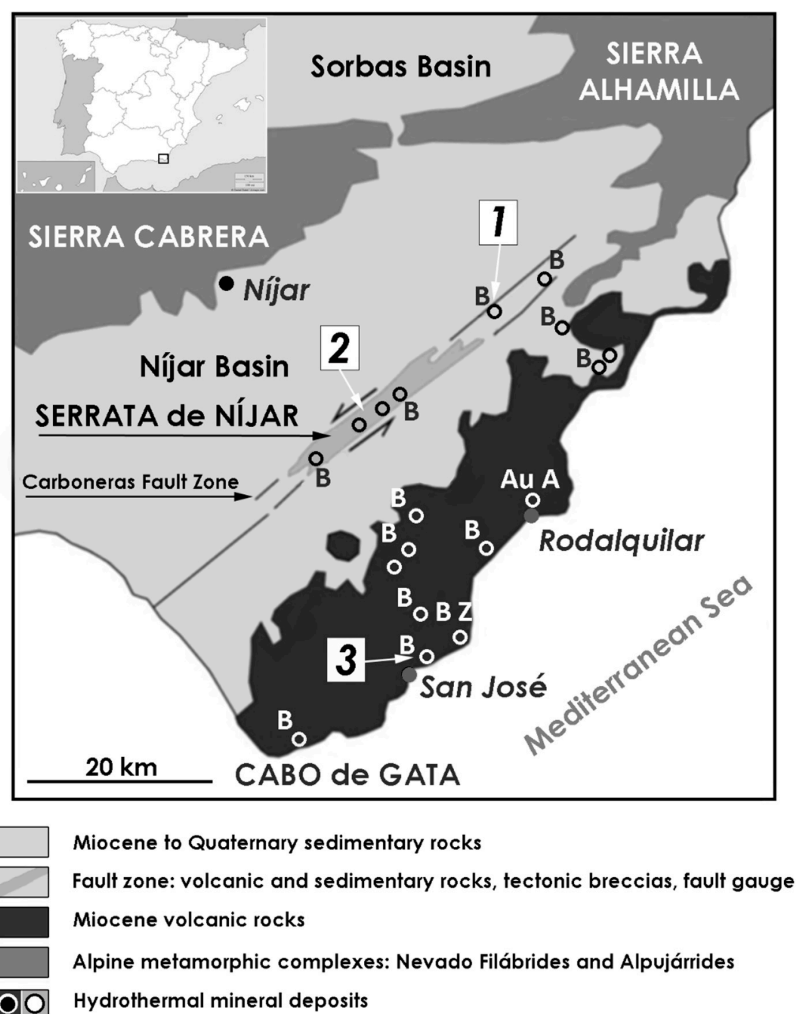 Sorbas Basin
SIERRA
ALHAMILLA
SIERRA CABRERA
1
B
B
Níjar
B
2
Níjar Basin
B
SERRATA de NÍJAR
B
B
Carboneras Fault Zone
Au A
B
B
B
Rodalquilar
B
B Z
B
3
San José
Mediterranean Sea
B
20 km
CABO de GATA
Miocene to Quaternary sedimentary rocks
Fault zone: volcanic and sedimentary rocks, tectonic breccias, fault gauge
Miocene volcanic rocks
Alpine metamorphic complexes: Nevado Filábrides and Alpujárrides
Hydrothermal mineral deposits